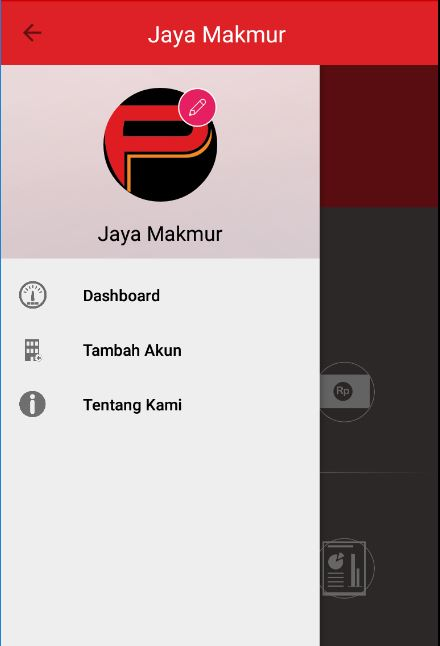 Jaya Makmur
Jaya Makmur
Dashboard
Tambah Akun
Tentang Kami
Rp